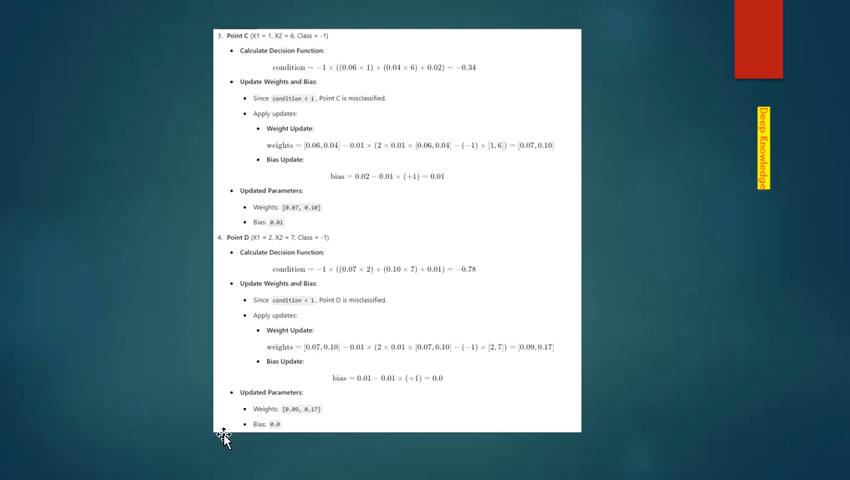 3. Point C (X1 = 1, X2 = 6, Class = -1)
• Calculate Decision Function:
condition = −1 × ((0.06 × 1) + (0.04 × 6) + 0.02) = −0.34
• Update Weights and Bias:
• Since condition < 1, Point C is misclassified.
• Apply updates:
• Weight Update:
weights = [0.06, 0.04] − 0.01 × (2 × 0.01 × [0.06, 0.04] − (−1) × [1, 6]) = [0.07, 0.10]
• Bias Update:
bias = 0.02 − 0.01 × (+1) = 0.01
• Updated Parameters:
• Weights: [0.07, 0.10]
• Bias: 0.01
4. Point D (X1 = 2, X2 = 7, Class = -1)
• Calculate Decision Function:
condition = −1 × ((0.07 × 2) + (0.10 × 7) + 0.01) = −0.78
• Update Weights and Bias:
• Since condition < 1, Point D is misclassified.
• Apply updates:
• Weight Update:
weights = [0.07, 0.10] − 0.01 × (2 × 0.01 × [0.07, 0.10] − (−1) × [2, 7]) = [0.09, 0.17]
• Bias Update:
bias = 0.01 − 0.01 × (+1) = 0.0
• Updated Parameters:
• Weights: [0.09, 0.17]
• Bias: 0.0
Deep Knowledge